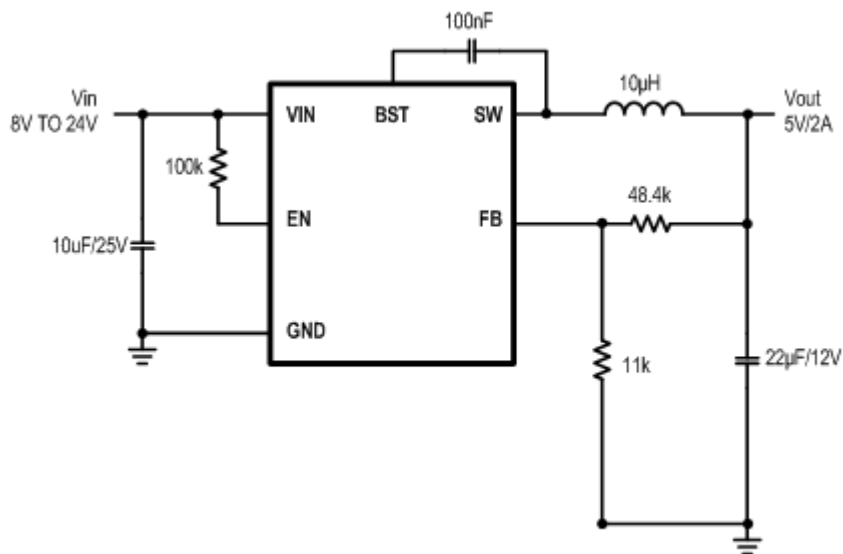 100nF
10µH
Vin
8V TO 24V
VIN
BST
SW
Vout
5V/2A
100k
48.4k
EN
FB
10uF/25V
GND
11k
22µF/12V